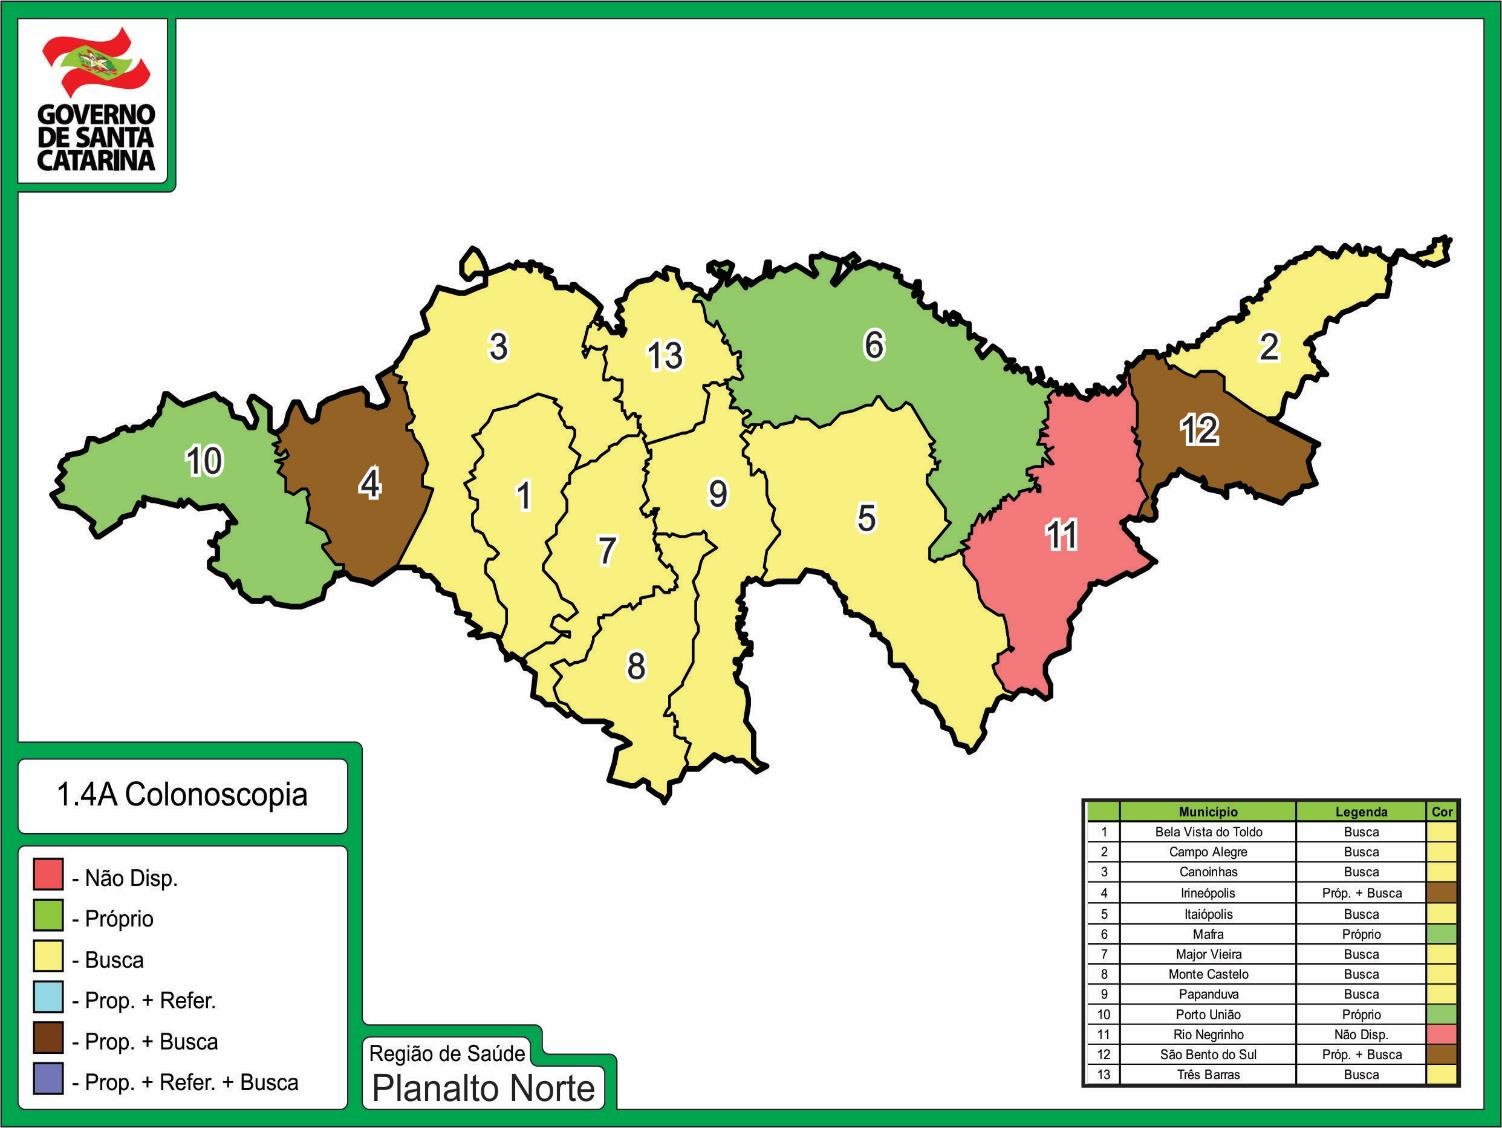 GOVERNO
DE SANTA
CATARINA
3
13
6
2
10
4
12
1
9
5
11
7
8
1.4A Colonoscopia
- Não Disp.
- Próprio
- Busca
- Prop. + Refer.
- Prop. + Busca
- Prop. + Refer. + Busca
Região de Saúde
Planalto Norte
Município Legenda Cor
1 Bela Vista do Toldo Busca
2 Campo Alegre Busca
3 Canoinhas Busca
4 Irineópolis Próp. + Busca
5 Itaiópolis Busca
6 Mafra Próprio
7 Major Vieira Busca
8 Monte Castelo Busca
9 Papanduva Busca
10 Porto União Próprio
11 Rio Negrinho Não Disp.
12 São Bento do Sul Próp. + Busca
13 Três Barras Busca